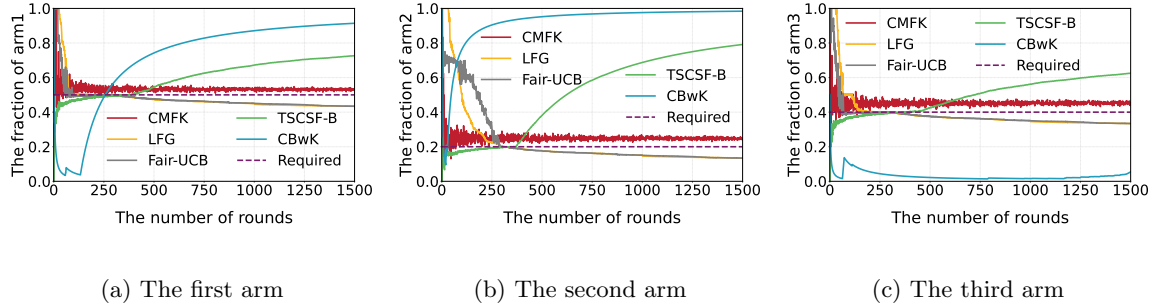 The fraction of arm1
1.0
0.8
0.6
0.4
0.2
0.0
CMFK
LFG
Fair-UCB
TSCSF-B
CBwK
Required
0 250 500 750 1000 1250 1500
The number of rounds
(a) The first arm
The fraction of arm2
1.0
0.8
0.6
0.4
0.2
0.0
CMFK
LFG
Fair-UCB
TSCSF-B
CBwK
Required
0 250 500 750 1000 1250 1500
The number of rounds
(b) The second arm
The fraction of arm3
1.0
0.8
0.6
0.4
0.2
0.0
CMFK
LFG
Fair-UCB
TSCSF-B
CBwK
Required
0 250 500 750 1000 1250 1500
The number of rounds
(c) The third arm